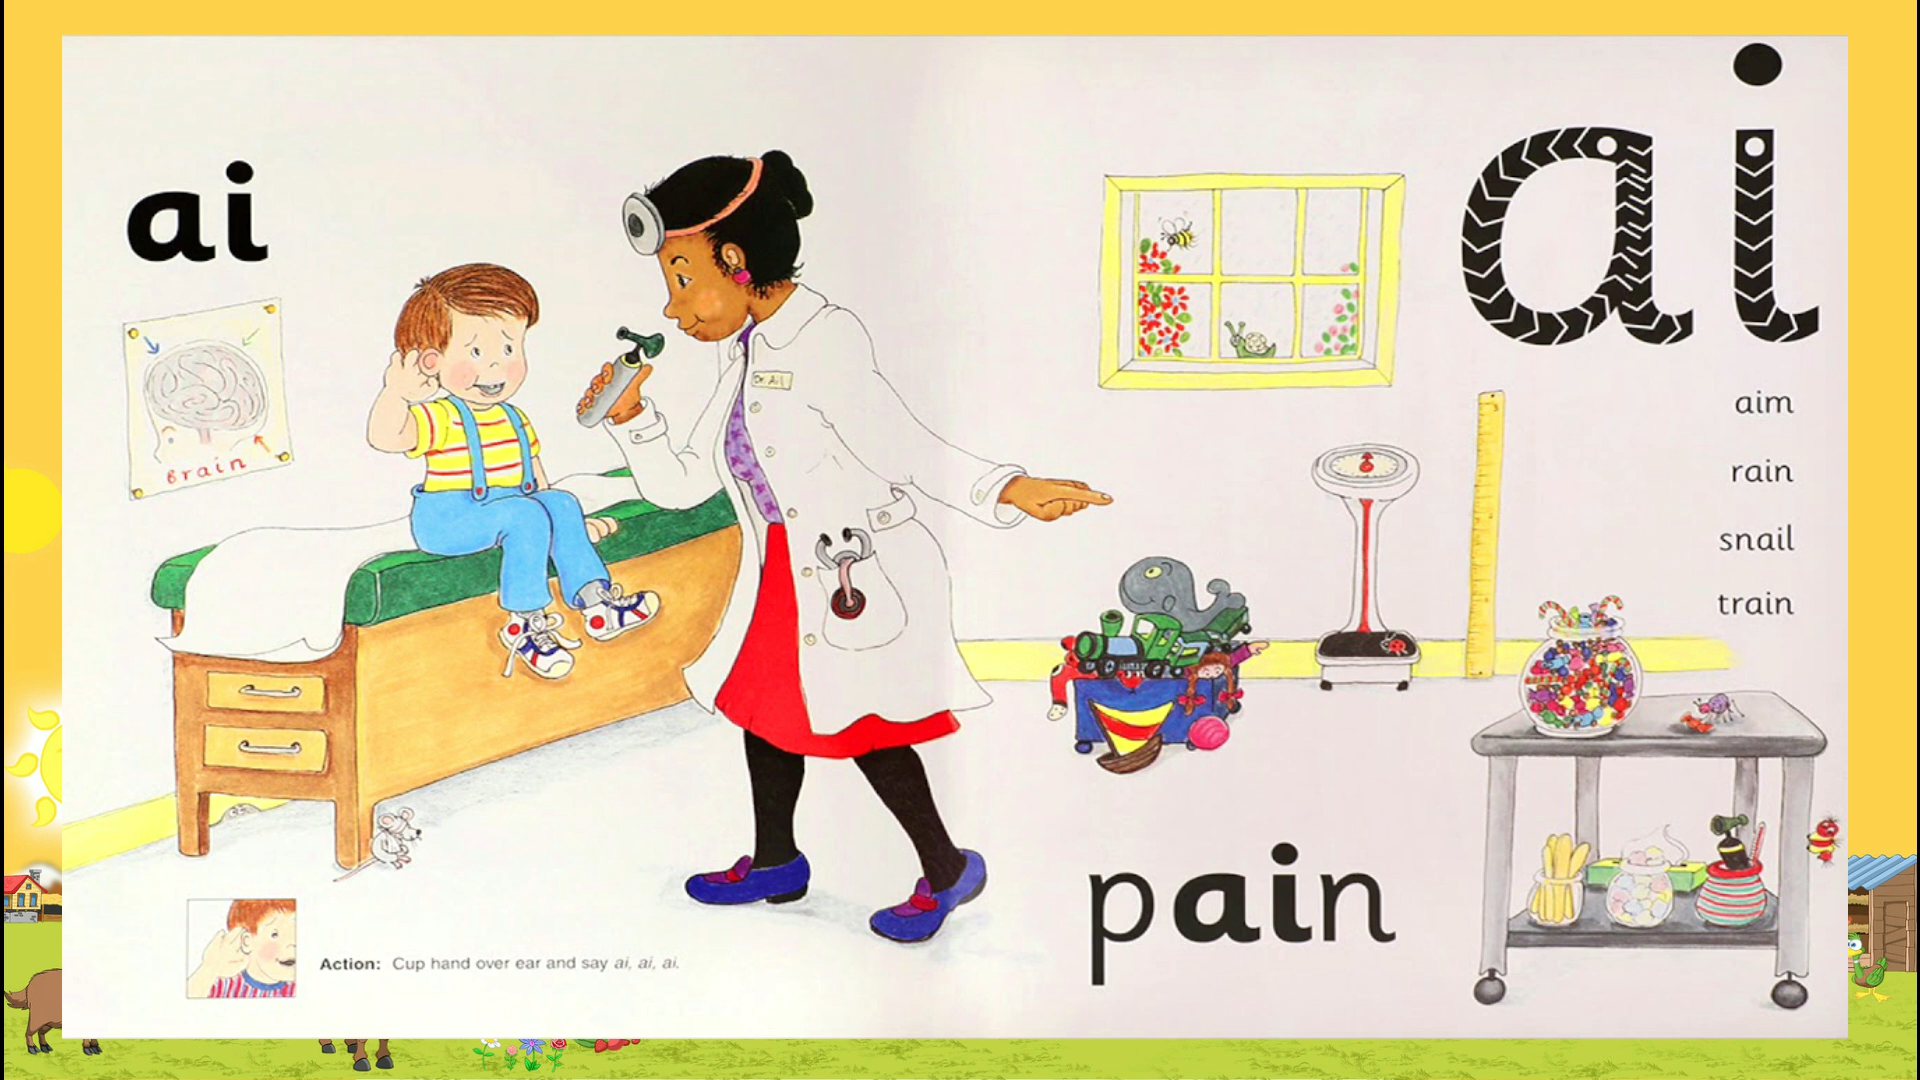 ai
ai
brain
Dr. Ail
aim
rain
snail
train
pain
Action: Cup hand over ear and say ai, ai, ai.